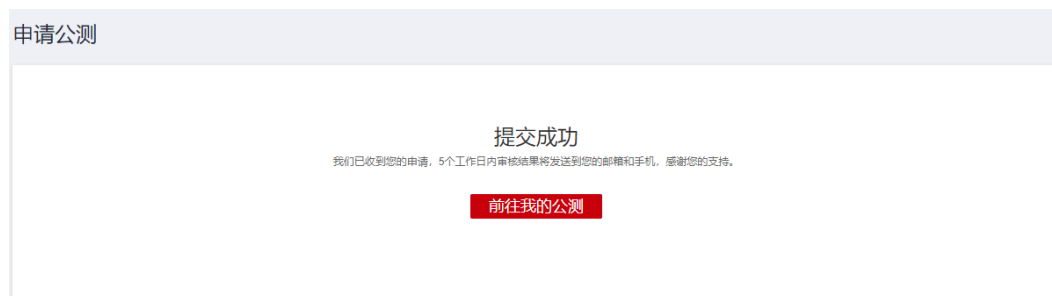 申请公测
提交成功
我们已收到您的申请，5个工作日内审核结果将发送到您的邮箱和手机，感谢您的支持。
前往我的公测